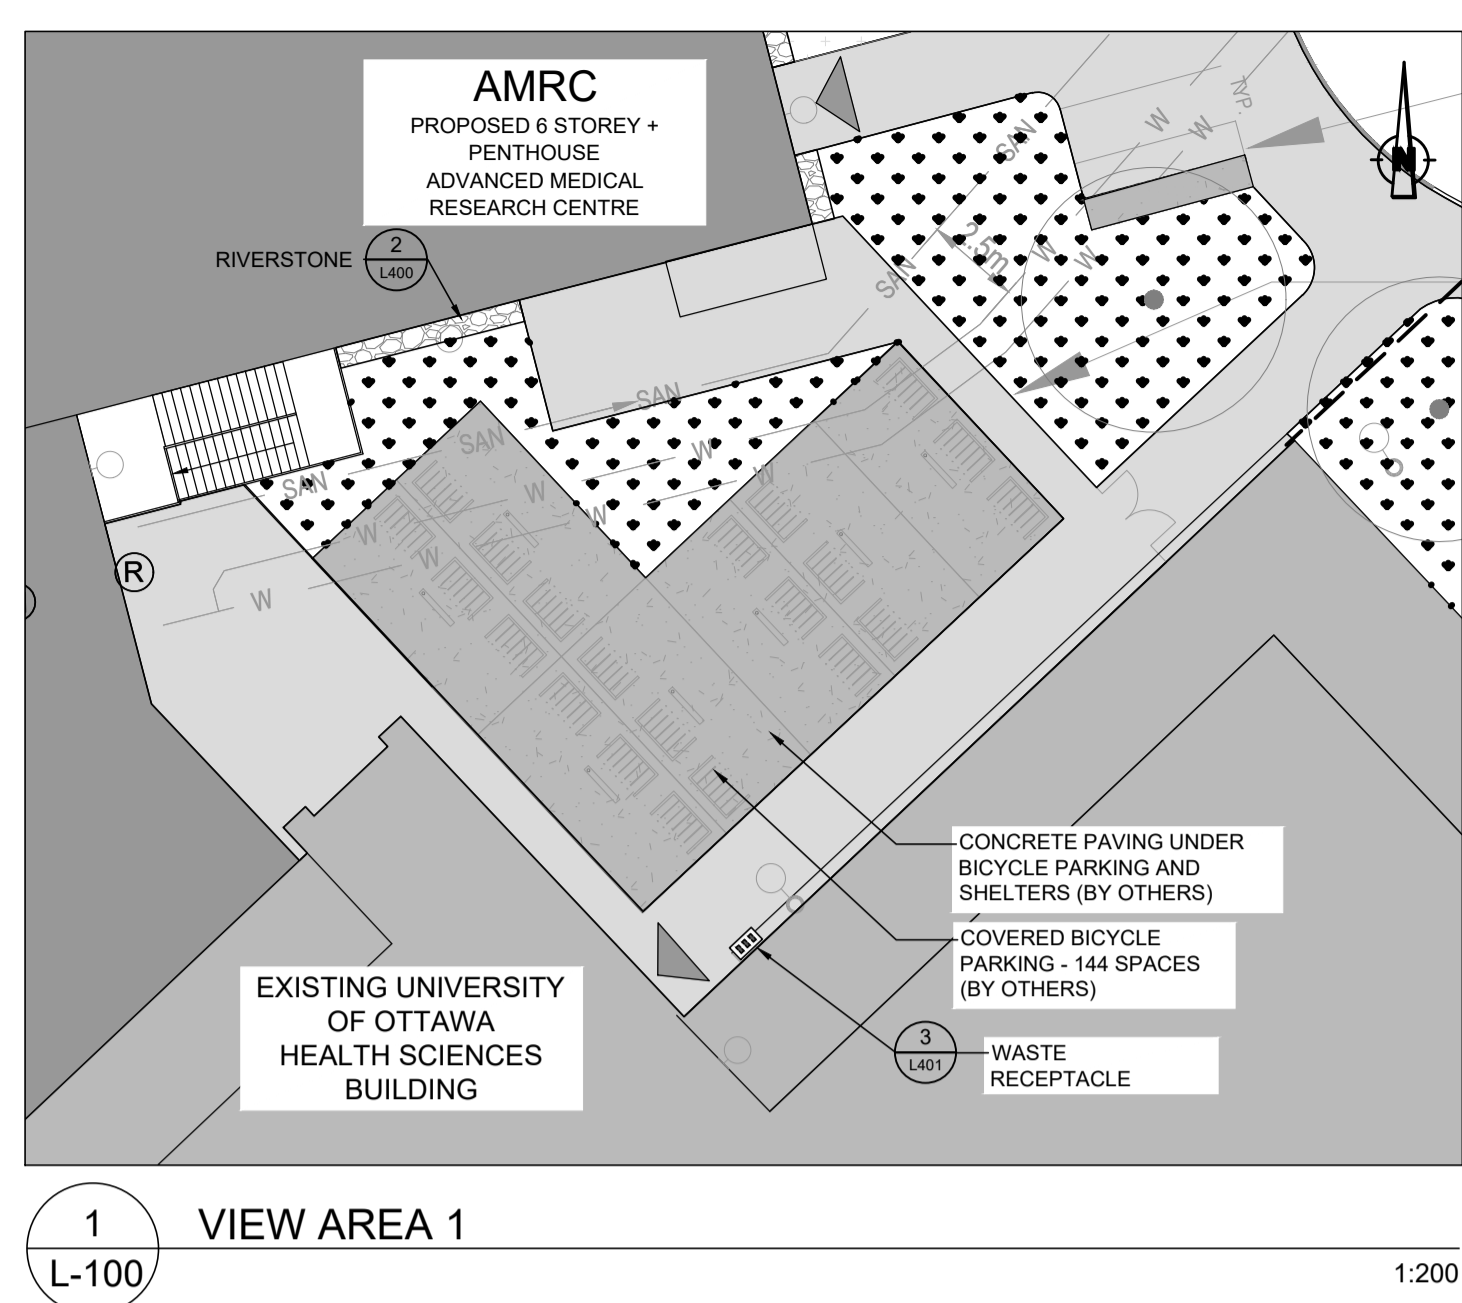 AMRC
PROPOSED 6 STOREY +
PENTHOUSE
ADVANCED MEDICAL
RESEARCH CENTRE
TYP.
N
W
W
SAN
2.5m
W
W
SAN
RIVERSTONE
2
L400
SAN
SAN
W
W
SAN
W
W
W
W
W
R
CONCRETE PAVING UNDER
BICYCLE PARKING AND
SHELTERS (BY OTHERS)
COVERED BICYCLE
PARKING - 144 SPACES
(BY OTHERS)
3
L401
WASTE
RECEPTACLE
EXISTING UNIVERSITY
OF OTTAWA
HEALTH SCIENCES
BUILDING
1
L-100
VIEW AREA 1
1:200